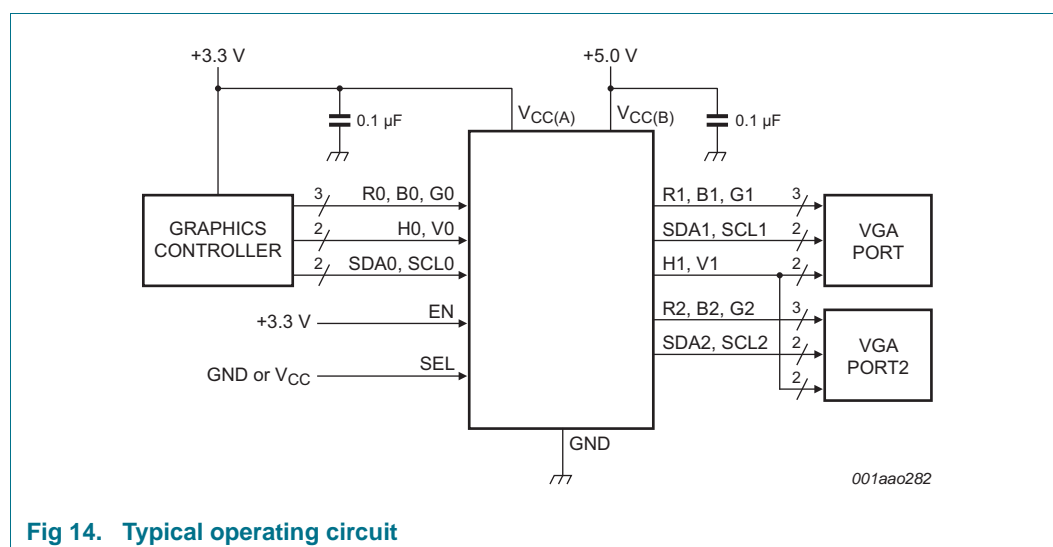 +3.3 V
+5.0 V
VCC(A)
VCC(B)
0.1 µF
0.1 µF
GRAPHICS
CONTROLLER
3
R0, B0, G0
2
H0, V0
2
SDA0, SCL0
+3.3 V
EN
GND or VCC
SEL
R1, B1, G1
3
SDA1, SCL1
2
H1, V1
2
VGA
PORT
R2, B2, G2
3
SDA2, SCL2
2
2
VGA
PORT2
GND
001aao282
Fig 14. Typical operating circuit